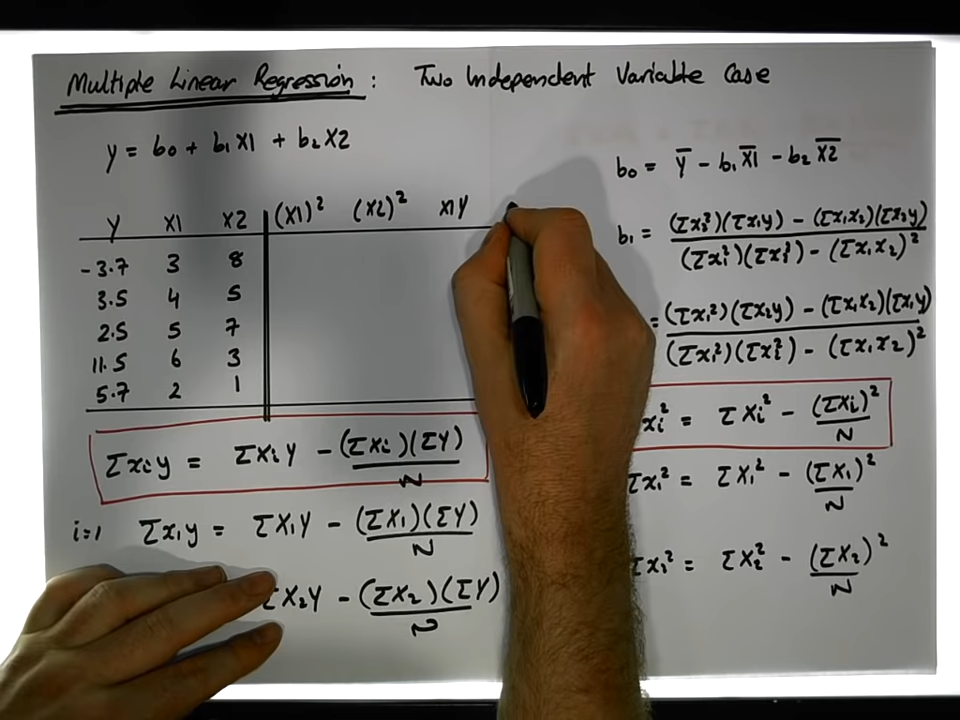 Multiple Linear Regression : Two Independent Variable Case
y = b₀ + b₁X1 + b₂X2
b₀ = Y̅ - b₁X̅1̅ - b₂X̅2̅
Y X1 X2 (X1)² (X2)² X1Y
-3.7 3 8
3.5 4 5
2.5 5 7
11.5 6 3
5.7 2 1
b₁ = (Σx₂²)(Σx₁y) - (Σx₁x₂)(Σx₂y)
(Σx₁²)(Σx₂²) - (Σx₁x₂)²
= (Σx₁²)(Σx₂y) - (Σx₁x₂)(Σx₁y)
(Σx₁²)(Σx₂²) - (Σx₁x₂)²
Σxᵢy = ΣXᵢY - (ΣXᵢ)(ΣY)
N
xᵢ² = ΣXᵢ² - (ΣXᵢ)²
N
i=1 Σx₁y = ΣX₁Y - (ΣX₁)(ΣY)
N
Σx₁² = ΣX₁² - (ΣX₁)²
N
ΣX₂Y - (ΣX₂)(ΣY)
N
= ΣX₂² - (ΣX₂)²
N